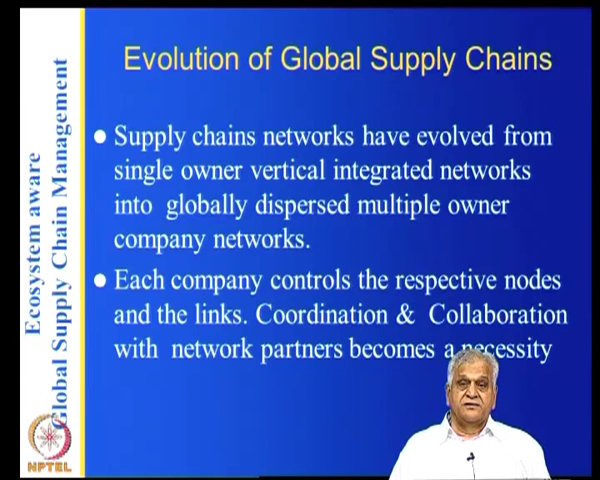 Evolution of Global Supply Chains
Supply chains networks have evolved from
single owner vertical integrated networks
into globally dispersed multiple owner
company networks.
Each company controls the respective nodes
and the links. Coordination & Collaboration
with network partners becomes a necessity
Ecosystem aware
Global Supply Chain Management
NPTEL